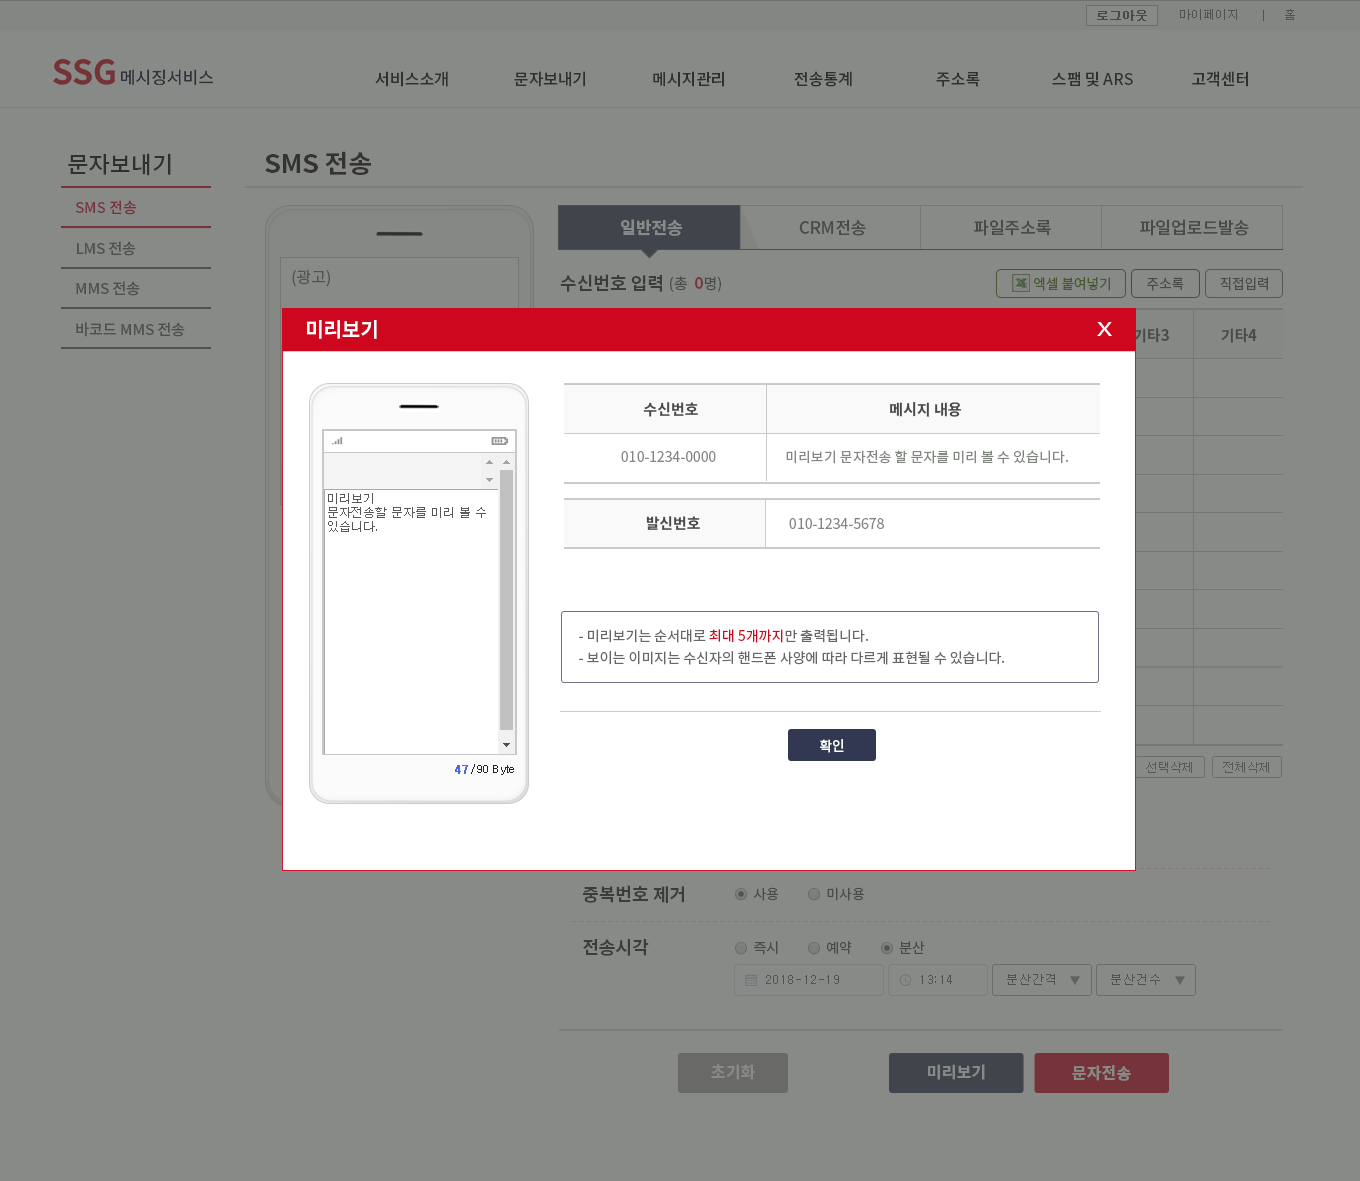 로그아웃 마이페이지 | 홈
SSG 메시징서비스 서비스소개 문자보내기 메시지관리 전송통계 주소록 스팸 및 ARS 고객센터
문자보내기
SMS 전송
LMS 전송
MMS 전송
바코드 MMS 전송
SMS 전송
(광고)
일반전송 CRM전송 파일주소록 파일업로드발송
수신번호 입력 (총 0명) 엑셀 붙여넣기 주소록 직접입력
기타3 기타4
미리보기 X
미리보기
문자전송할 문자를 미리 볼 수
있습니다.
47/90 Byte
수신번호 메시지 내용
010-1234-0000 미리보기 문자전송 할 문자를 미리 볼 수 있습니다.
발신번호 010-1234-5678
- 미리보기는 순서대로 최대 5개까지만 출력됩니다.
- 보이는 이미지는 수신자의 핸드폰 사양에 따라 다르게 표현될 수 있습니다.
확인
선택삭제 전체삭제
중복번호 제거 사용 미사용
전송시각 즉시 예약 분산
2018-12-19 13:14 분산간격 ▼ 분산건수 ▼
초기화 미리보기 문자전송